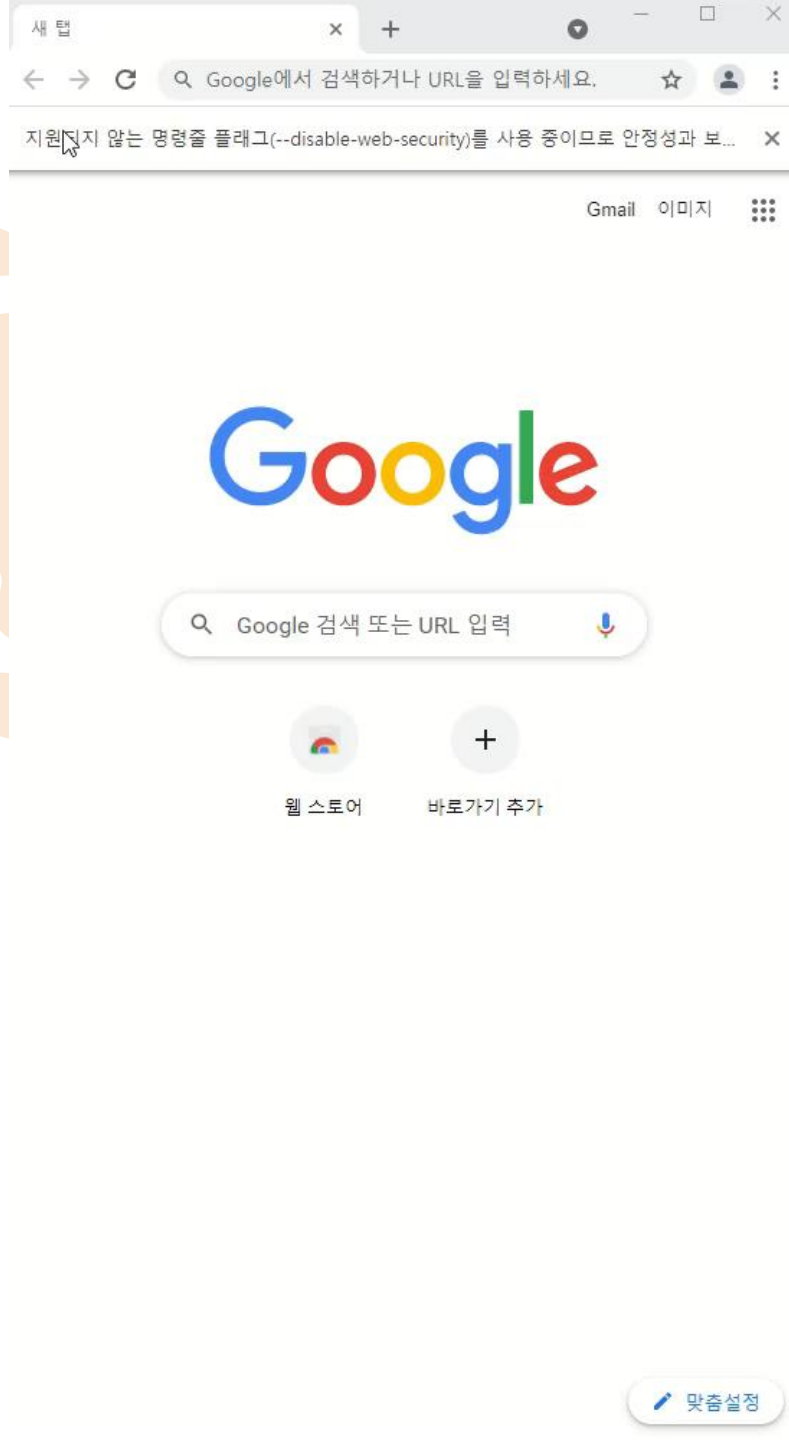 새 탭
Google에서 검색하거나 URL을 입력하세요.
지원되지 않는 명령줄 플래그(--disable-web-security)를 사용 중이므로 안정성과 보...
Gmail 이미지
Google
Google 검색 또는 URL 입력
웹 스토어 바로가기 추가
맞춤설정